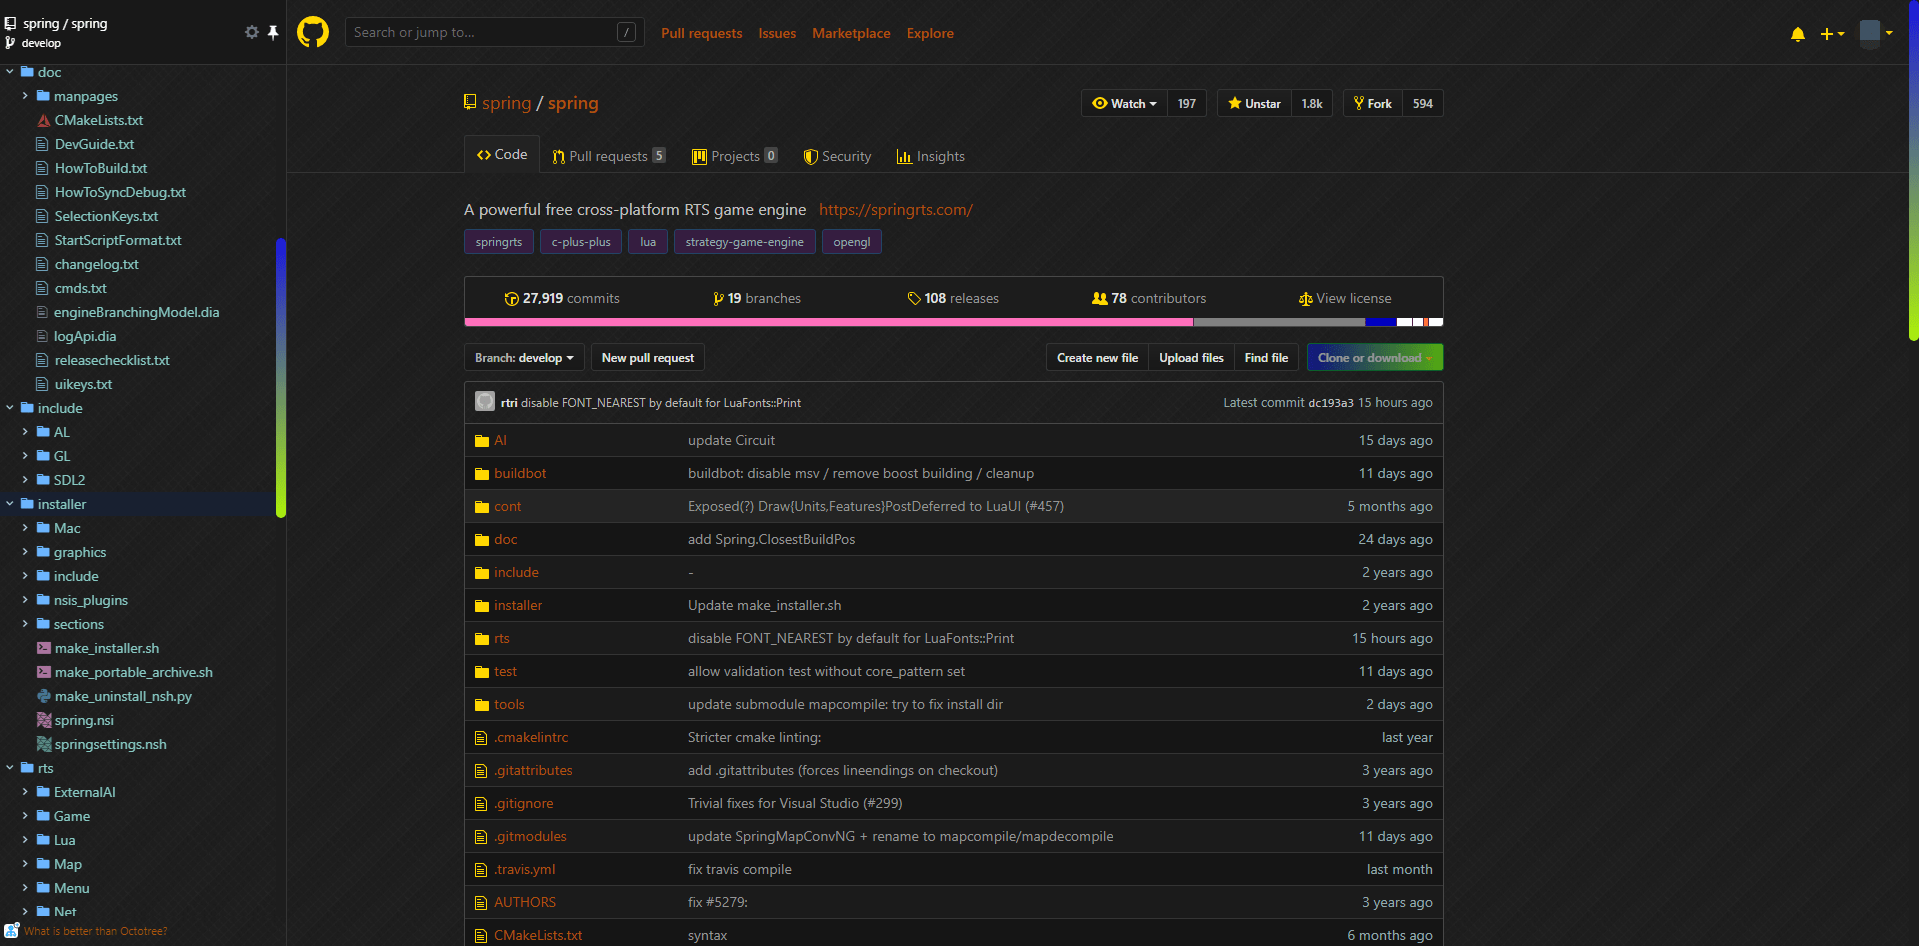 spring / spring
develop
doc
manpages
CMakeLists.txt
DevGuide.txt
HowToBuild.txt
HowToSyncDebug.txt
SelectionKeys.txt
StartScriptFormat.txt
changelog.txt
cmds.txt
engineBranchingModel.dia
logApi.dia
releasechecklist.txt
uikeys.txt
include
AL
GL
SDL2
installer
Mac
graphics
include
nsis_plugins
sections
make_installer.sh
make_portable_archive.sh
make_uninstall_nsh.py
spring.nsi
springsettings.nsh
rts
ExternalAI
Game
Lua
Map
Menu
Net
What is better than Octotree?
Search or jump to... / Pull requests Issues Marketplace Explore
spring / spring Watch 197 Unstar 1.8k Fork 594
Code Pull requests 5 Projects 0 Security Insights
A powerful free cross-platform RTS game engine https://springrts.com/
springrts c-plus-plus lua strategy-game-engine opengl
27,919 commits 19 branches 108 releases 78 contributors View license
Branch: develop New pull request Create new file Upload files Find file Clone or download
rtri disable FONT_NEAREST by default for LuaFonts::Print Latest commit dc193a3 15 hours ago
AI update Circuit 15 days ago
buildbot buildbot: disable msv / remove boost building / cleanup 11 days ago
cont Exposed(?) Draw{Units,Features}PostDeferred to LuaUI (#457) 5 months ago
doc add Spring.ClosestBuildPos 24 days ago
include - 2 years ago
installer Update make_installer.sh 2 years ago
rts disable FONT_NEAREST by default for LuaFonts::Print 15 hours ago
test allow validation test without core_pattern set 11 days ago
tools update submodule mapcompile: try to fix install dir 2 days ago
.cmakelintrc Stricter cmake linting: last year
.gitattributes add .gitattributes (forces lineendings on checkout) 3 years ago
.gitignore Trivial fixes for Visual Studio (#299) 3 years ago
.gitmodules update SpringMapConvNG + rename to mapcompile/mapdecompile 11 days ago
.travis.yml fix travis compile last month
AUTHORS fix #5279: 3 years ago
CMakeLists.txt syntax 6 months ago